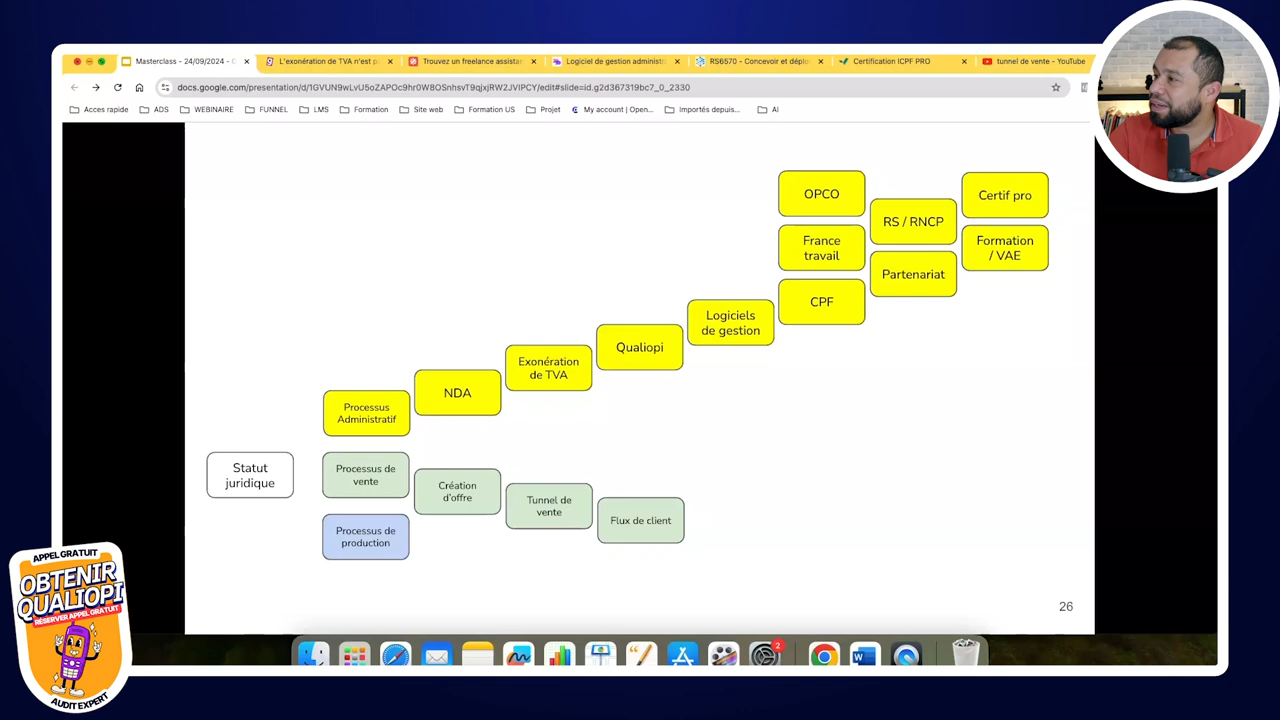 Masterclass - 24/09/2024 - C
L'exonération de TVA n'est p
Trouvez un freelance assistan
Logiciel de gestion administr
RS6570 - Concevoir et déplo
Certification ICPF PRO
tunnel de vente - YouTube
docs.google.com/presentation/d/1GVUN9wLvU5oZAPOc9hr0W8OSnhsvT9qjxjRW2JVIPCY/edit#slide=id.g2d367319bc7_0_2330
Acces rapide
ADS
WEBINAIRE
FUNNEL
LMS
Formation
Site web
Formation US
Projet
My account | Open...
Importés depuis...
AI
OPCO
Certif pro
RS / RNCP
France
travail
Formation
/ VAE
Partenariat
CPF
Logiciels
de gestion
Qualiopi
Exonération
de TVA
NDA
Processus
Administratif
Statut
juridique
Processus de
vente
Création
d'offre
Tunnel de
vente
Flux de client
Processus de
production
26
2
APPEL GRATUIT
OBTENIR
QUALIOPI
RÉSERVER APPEL GRATUIT
AUDIT EXPERT